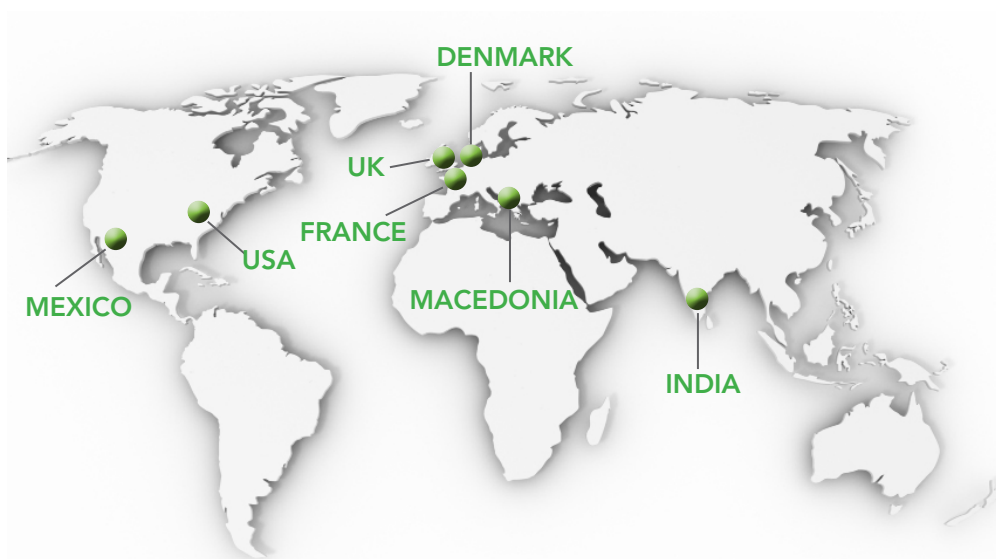 DENMARK
UK
FRANCE
USA
MEXICO
MACEDONIA
INDIA